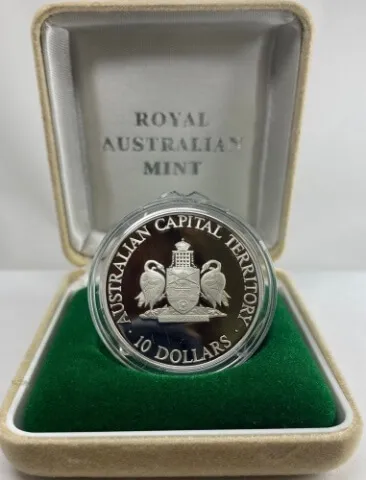 ROYAL
AUSTRALIAN
MINT
AUSTRALIAN CAPITAL TERRITORY
· 10 DOLLARS ·